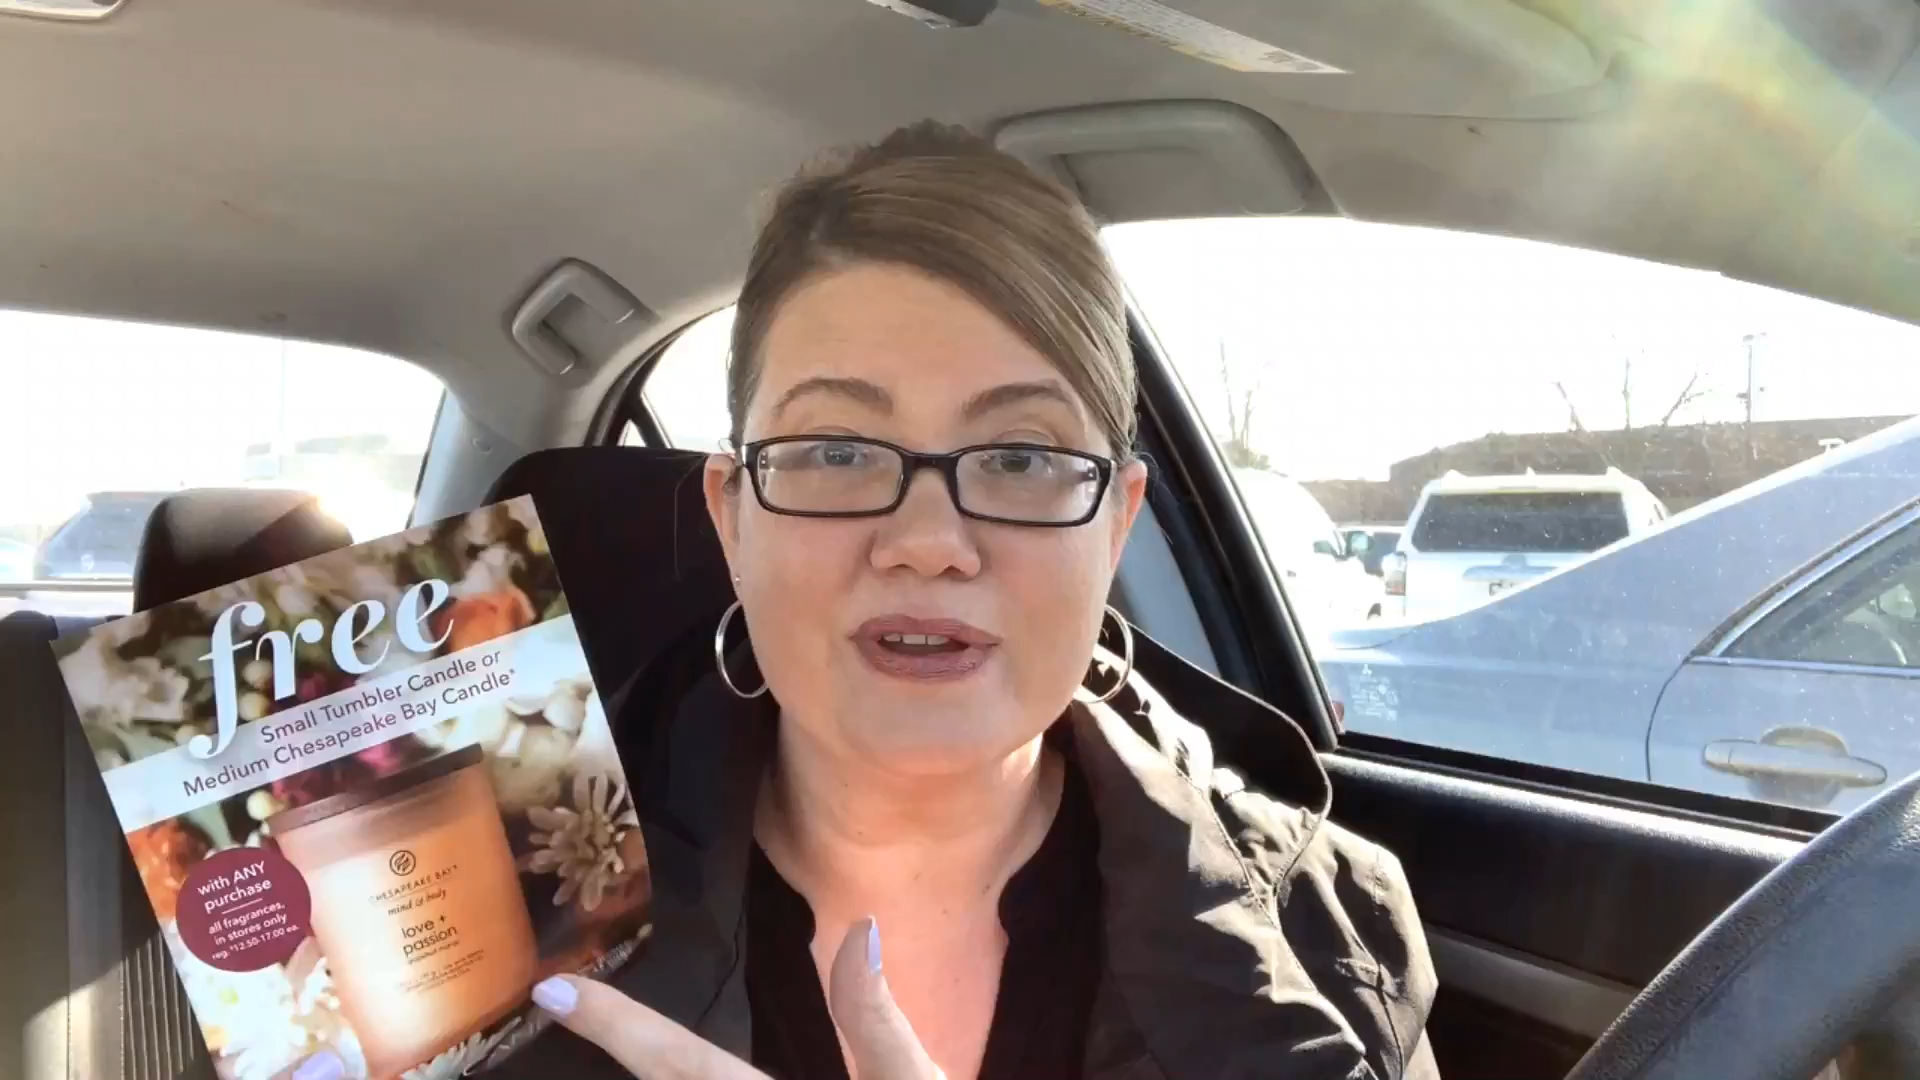 free
Small Tumbler Candle or
Medium Chesapeake Bay Candle*
with ANY
purchase
all fragrances,
in stores only
reg. $12.50-17.00 ea.
CHESAPEAKE BAY
mind & body
love +
passion